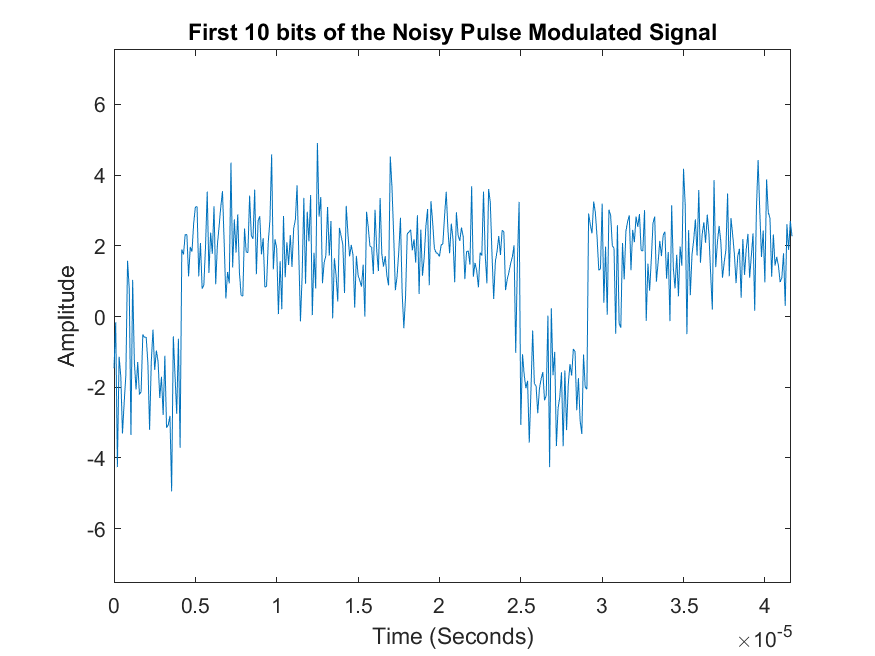 First 10 bits of the Noisy Pulse Modulated Signal
6
4
2
0
-2
-4
-6
Amplitude
0 0.5 1 1.5 2 2.5 3 3.5 4
×10-5
Time (Seconds)